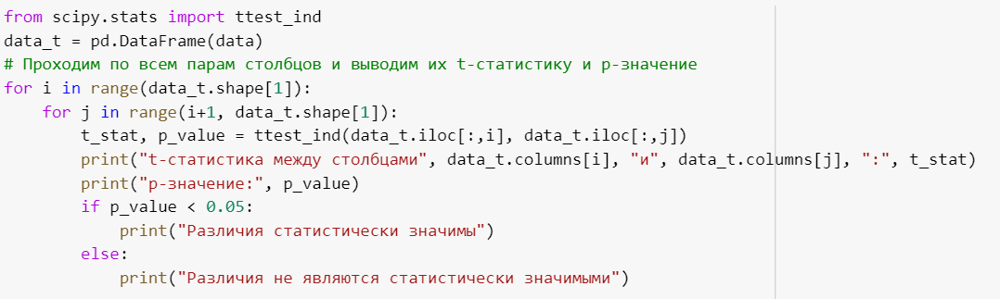 from scipy.stats import ttest_ind
data_t = pd.DataFrame(data)
# Проходим по всем парам столбцов и выводим их t-статистику и p-значение
for i in range(data_t.shape[1]):
    for j in range(i+1, data_t.shape[1]):
        t_stat, p_value = ttest_ind(data_t.iloc[:,i], data_t.iloc[:,j])
        print("t-статистика между столбцами", data_t.columns[i], "и", data_t.columns[j], ":", t_stat)
        print("p-значение:", p_value)
        if p_value < 0.05:
            print("Различия статистически значимы")
        else:
            print("Различия не являются статистически значимыми")